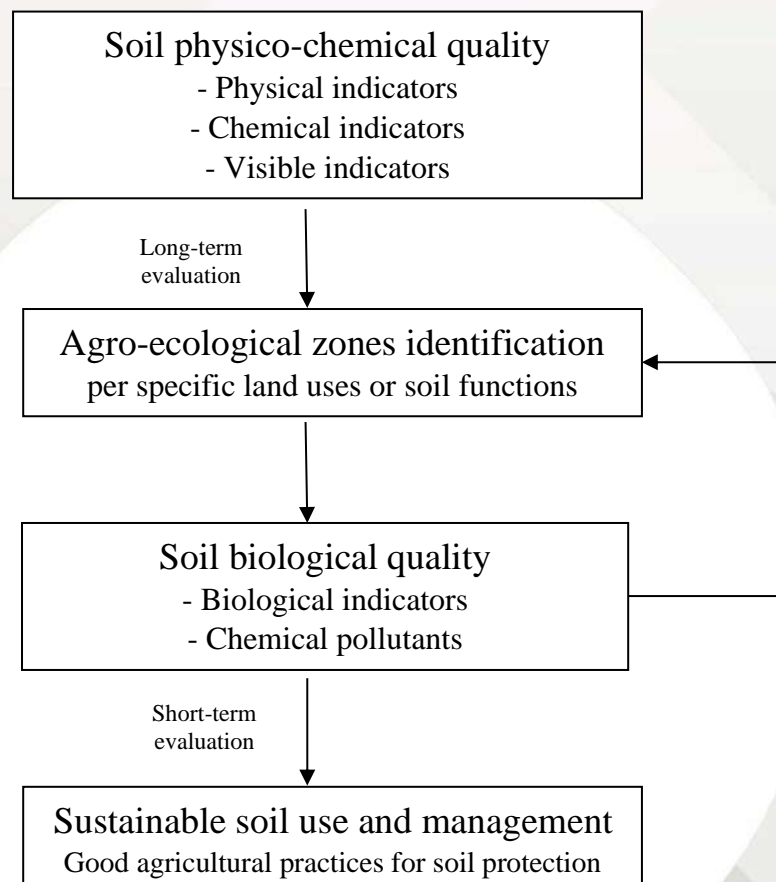 Soil physico-chemical quality
- Physical indicators
- Chemical indicators
- Visible indicators
Long-term
evaluation
Agro-ecological zones identification
per specific land uses or soil functions
Soil biological quality
- Biological indicators
- Chemical pollutants
Short-term
evaluation
Sustainable soil use and management
Good agricultural practices for soil protection